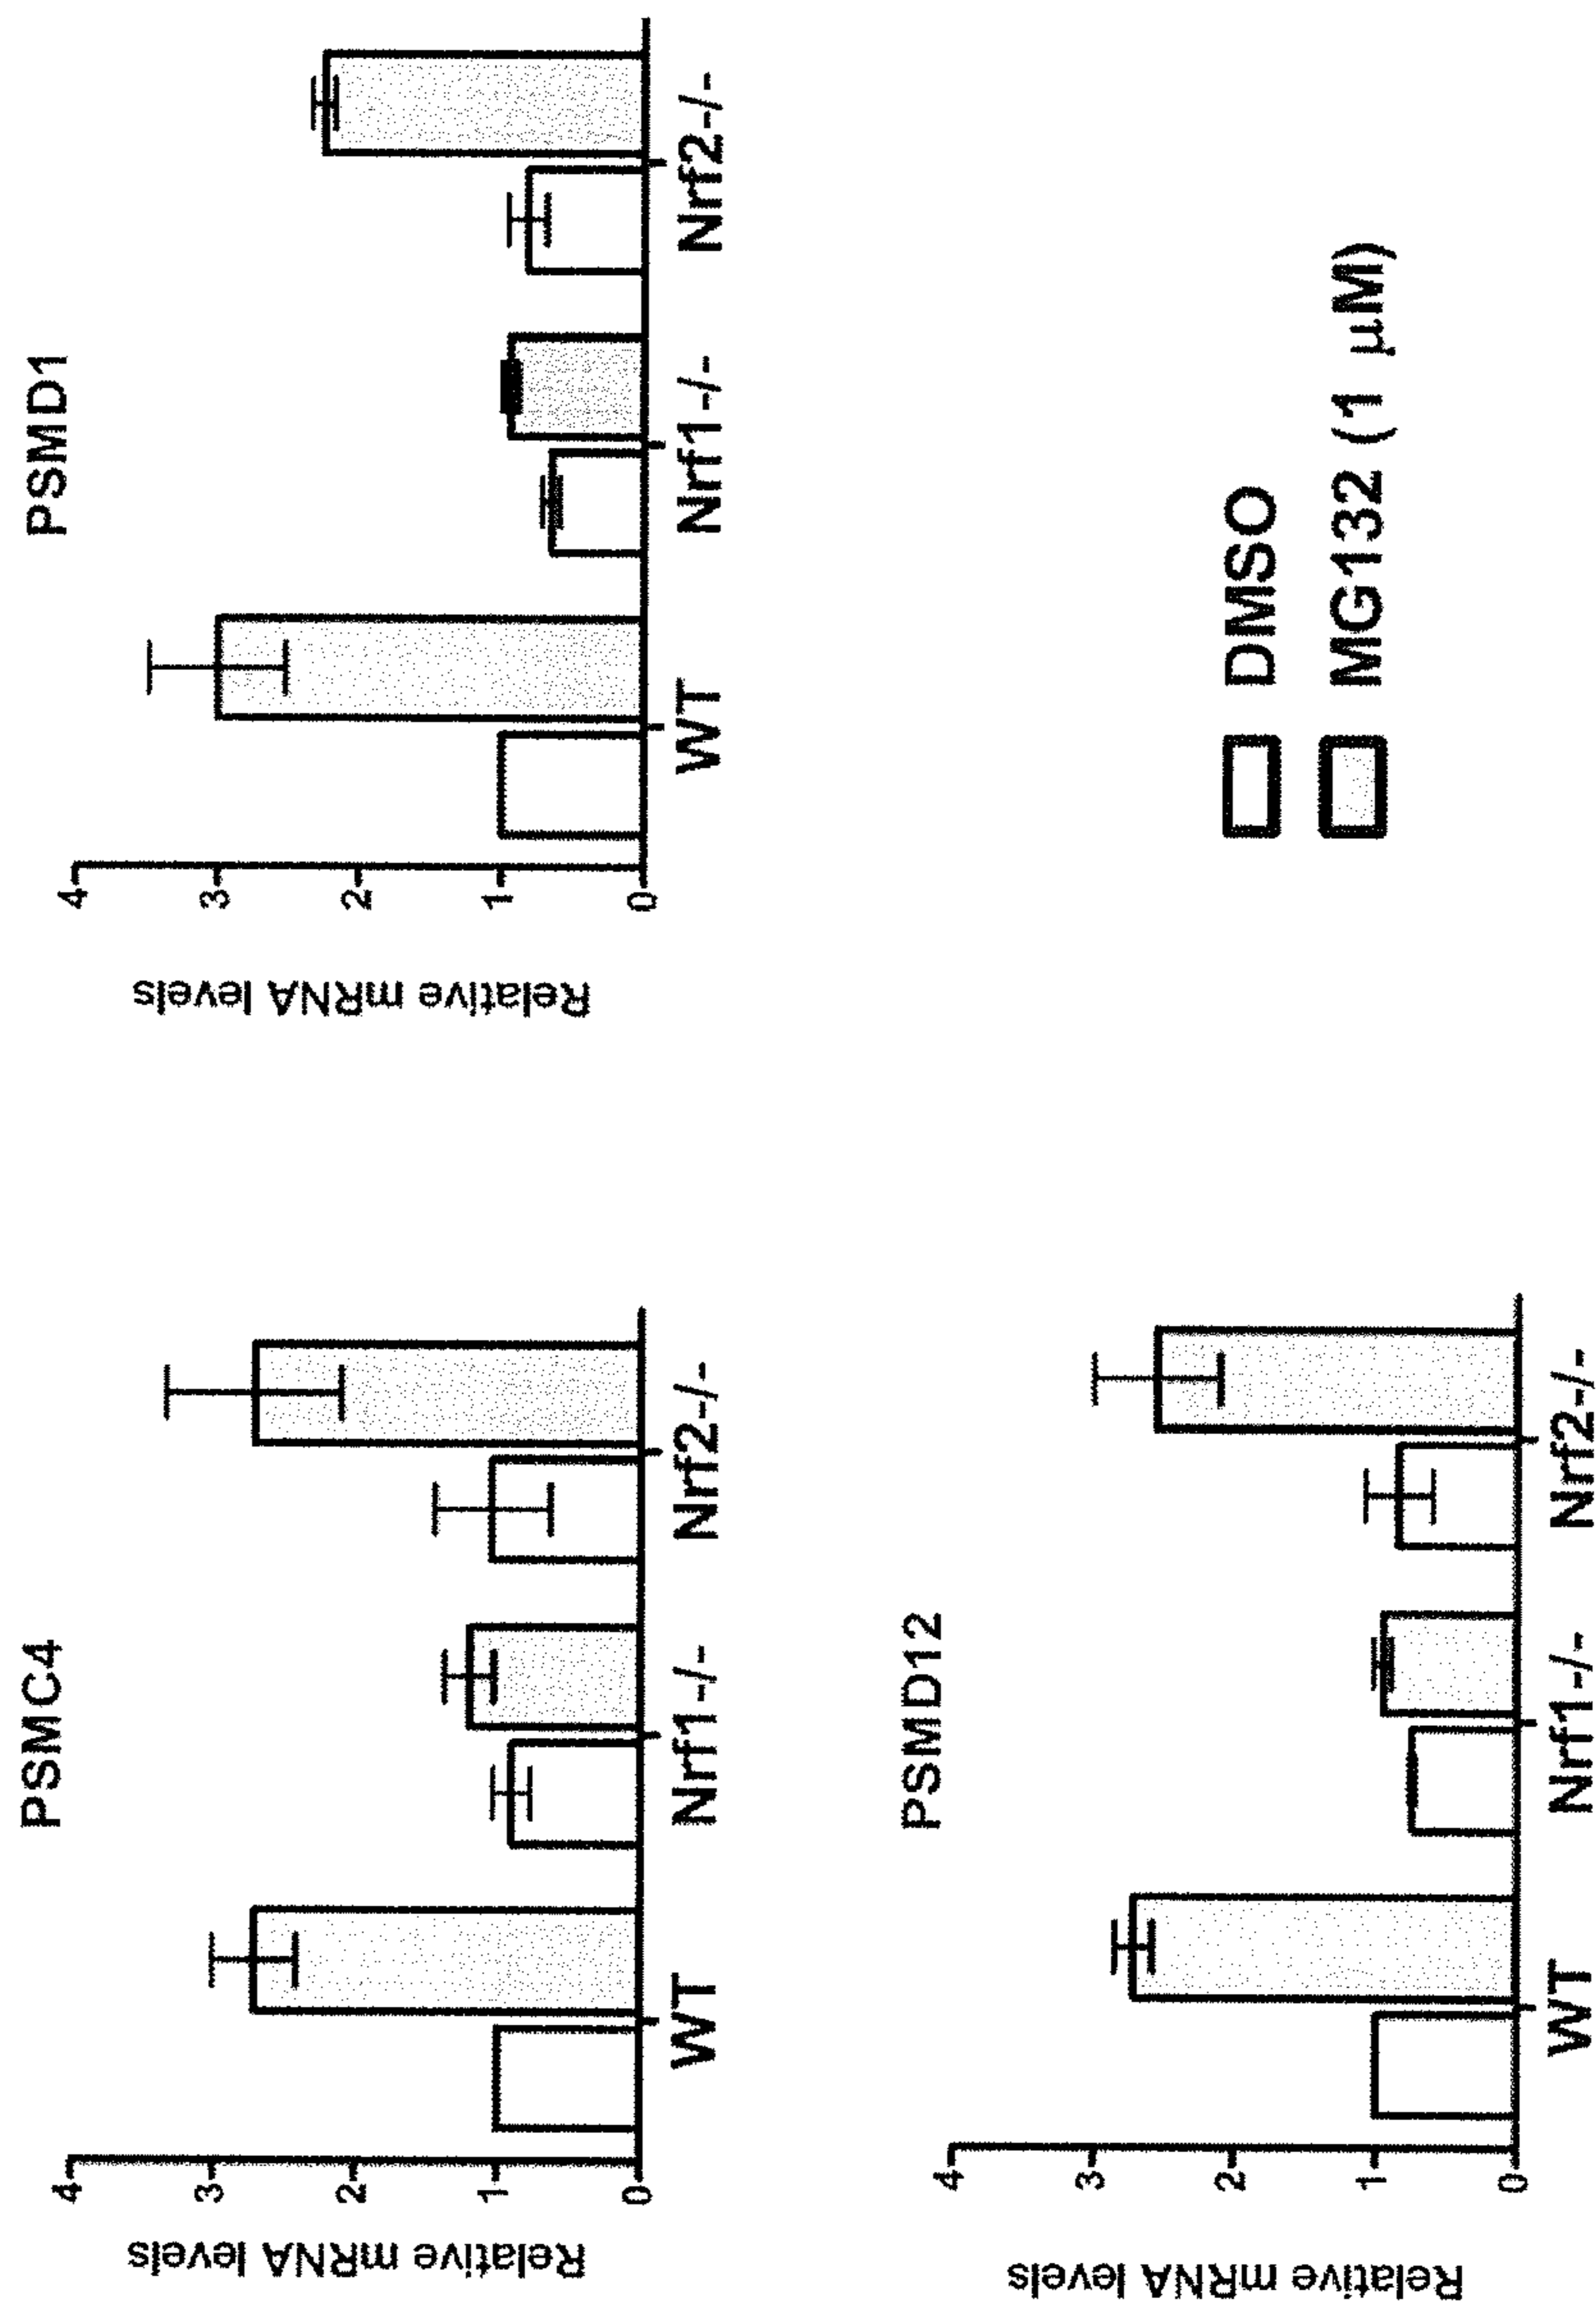 PSMC4
Relative mRNA levels
4
3
2
1
0
WT
Nrf1-/-
Nrf2-/-
PSMD1
Relative mRNA levels
4
3
2
1
0
WT
Nrf1-/-
Nrf2-/-
PSMD12
Relative mRNA levels
4
3
2
1
0
WT
Nrf1-/-
Nrf2-/-
DMSO
MG132 (1 μM)